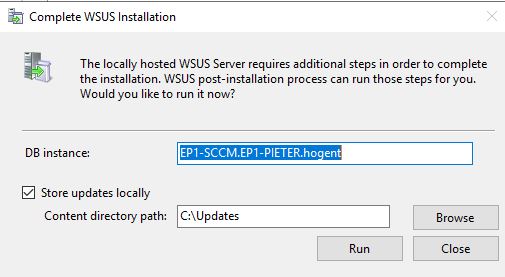 Complete WSUS Installation
The locally hosted WSUS Server requires additional steps in order to complete
the installation. WSUS post-installation process can run those steps for you.
Would you like to run it now?
DB instance:
EP1-SCCM.EP1-PIETER.hogent
Store updates locally
Content directory path:
C:\Updates
Browse
Run
Close